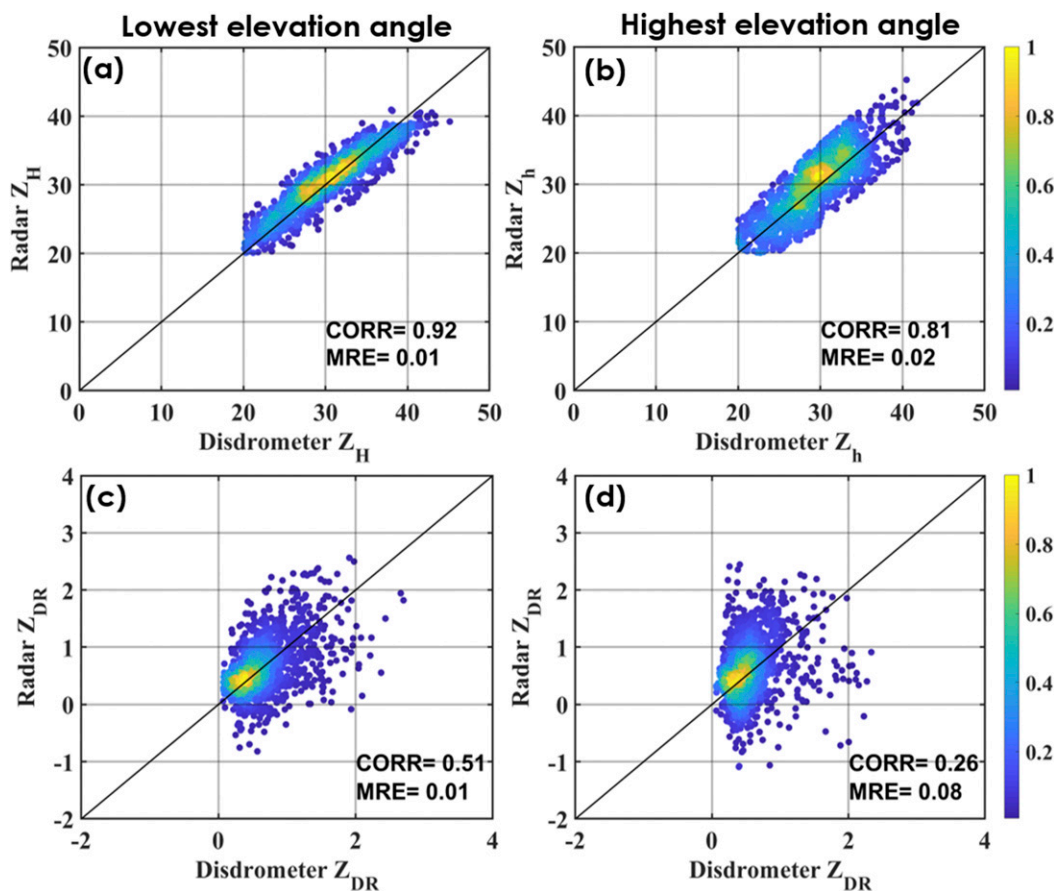 Lowest elevation angle
Highest elevation angle
(a)
50
40
30
20
10
0
Radar Z_H
0 10 20 30 40 50
Disdrometer Z_H
CORR= 0.92
MRE= 0.01
(b)
50
40
30
20
10
0
Radar Z_h
0 10 20 30 40 50
Disdrometer Z_h
CORR= 0.81
MRE= 0.02
1
0.8
0.6
0.4
0.2
(c)
4
3
2
1
0
-1
-2
Radar Z_DR
-2 0 2 4
Disdrometer Z_DR
CORR= 0.51
MRE= 0.01
(d)
4
3
2
1
0
-1
-2
Radar Z_DR
-2 0 2 4
Disdrometer Z_DR
CORR= 0.26
MRE= 0.08
1
0.8
0.6
0.4
0.2